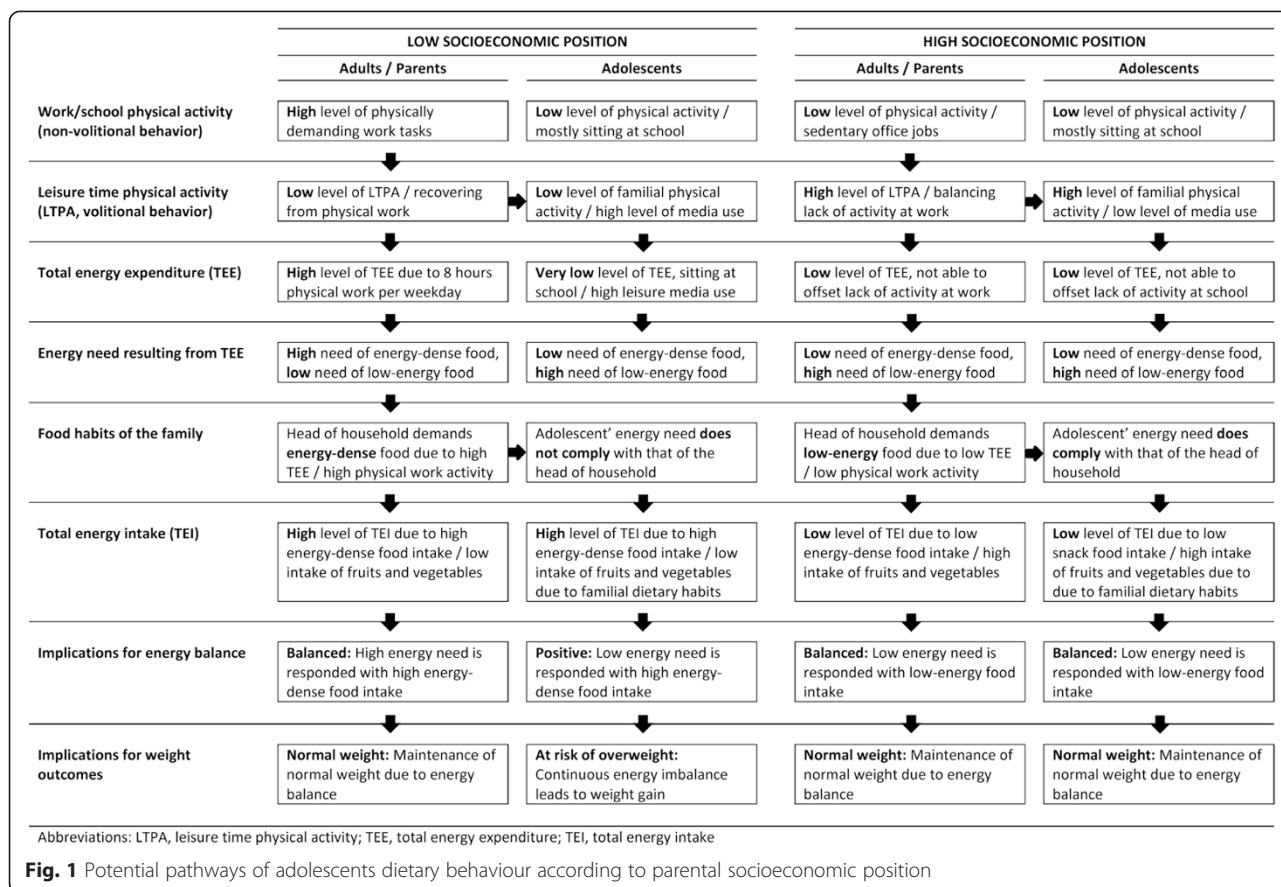 LOW SOCIOECONOMIC POSITION
HIGH SOCIOECONOMIC POSITION
Adults / Parents
Adolescents
Adults / Parents
Adolescents
Work/school physical activity
(non-volitional behavior)
High level of physically
demanding work tasks
Low level of physical activity /
mostly sitting at school
Low level of physical activity /
sedentary office jobs
Low level of physical activity /
mostly sitting at school
Leisure time physical activity
(LTPA, volitional behavior)
Low level of LTPA / recovering
from physical work
Low level of familial physical
activity / high level of media use
High level of LTPA / balancing
lack of activity at work
High level of familial physical
activity / low level of media use
Total energy expenditure (TEE)
High level of TEE due to 8 hours
physical work per weekday
Very low level of TEE, sitting at
school / high leisure media use
Low level of TEE, not able to
offset lack of activity at work
Low level of TEE, not able to
offset lack of activity at school
Energy need resulting from TEE
High need of energy-dense food,
low need of low-energy food
Low need of energy-dense food,
high need of low-energy food
Low need of energy-dense food,
high need of low-energy food
Low need of energy-dense food,
high need of low-energy food
Food habits of the family
Head of household demands
energy-dense food due to high
TEE / high physical work activity
Adolescent' energy need does
not comply with that of the
head of household
Head of household demands
low-energy food due to low TEE
/ low physical work activity
Adolescent' energy need does
comply with that of the head of
household
Total energy intake (TEI)
High level of TEI due to high
energy-dense food intake / low
intake of fruits and vegetables
High level of TEI due to high
energy-dense food intake / low
intake of fruits and vegetables
due to familial dietary habits
Low level of TEI due to low
energy-dense food intake / high
intake of fruits and vegetables
Low level of TEI due to low
snack food intake / high intake
of fruits and vegetables due to
due to familial dietary habits
Implications for energy balance
Balanced: High energy need is
responded with high energy-
dense food intake
Positive: Low energy need is
responded with high energy-
dense food intake
Balanced: Low energy need is
responded with low-energy food
intake
Balanced: Low energy need is
responded with low-energy food
intake
Implications for weight
outcomes
Normal weight: Maintenance of
normal weight due to energy
balance
At risk of overweight:
Continuous energy imbalance
leads to weight gain
Normal weight: Maintenance of
normal weight due to energy
balance
Normal weight: Maintenance of
normal weight due to energy
balance
Abbreviations: LTPA, leisure time physical activity; TEE, total energy expenditure; TEI, total energy intake
Fig. 1 Potential pathways of adolescents dietary behaviour according to parental socioeconomic position